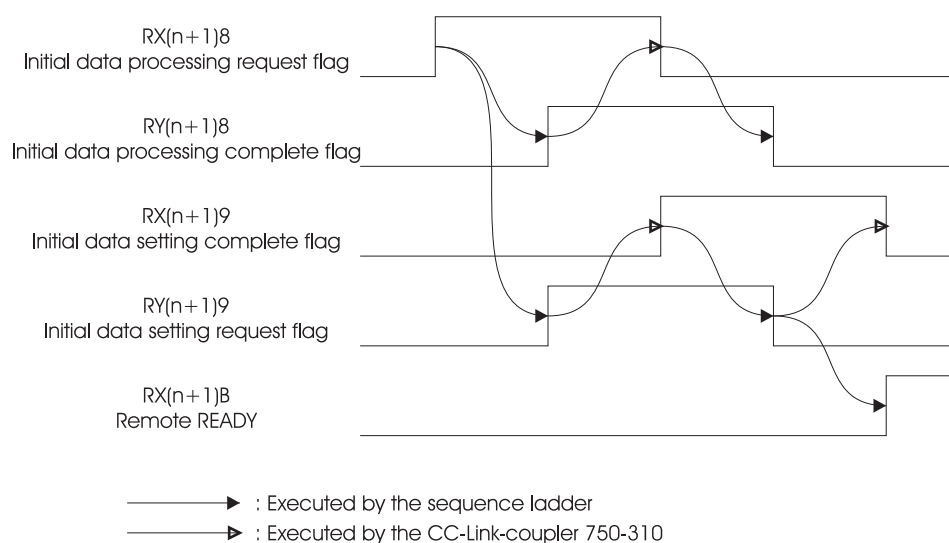 RX(n+1)8
Initial data processing request flag
RY(n+1)8
Initial data processing complete flag
RX(n+1)9
Initial data setting complete flag
RY(n+1)9
Initial data setting request flag
RX(n+1)B
Remote READY
: Executed by the sequence ladder
: Executed by the CC-Link-coupler 750-310